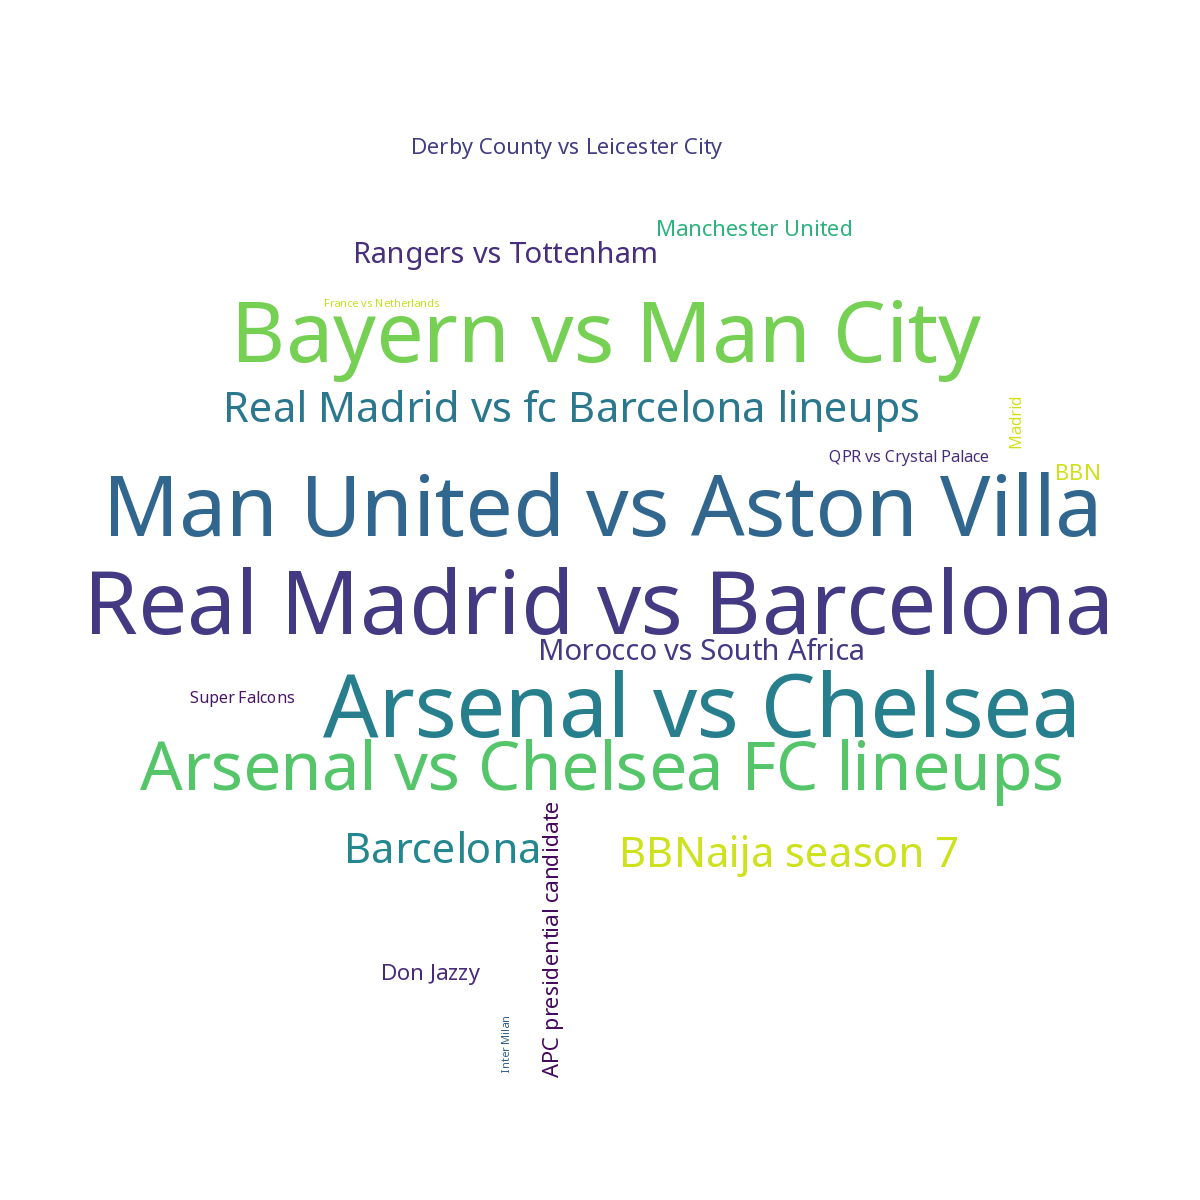 Derby County vs Leicester City
Manchester United
Rangers vs Tottenham
France vs Netherlands
Bayern vs Man City
Real Madrid vs fc Barcelona lineups
Madrid
QPR vs Crystal Palace
BBN
Man United vs Aston Villa
Real Madrid vs Barcelona
Morocco vs South Africa
Super Falcons
Arsenal vs Chelsea
Arsenal vs Chelsea FC lineups
Barcelona
BBNaija season 7
APC presidential candidate
Don Jazzy
Inter Milan